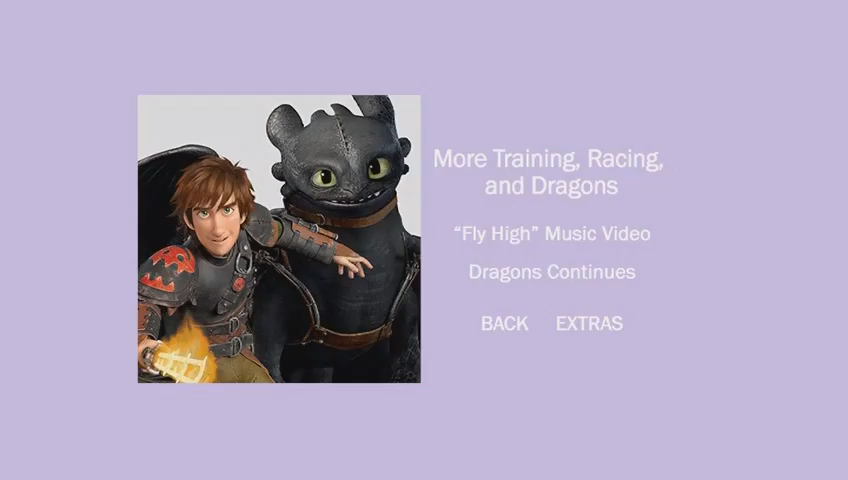 More Training, Racing,
and Dragons
“Fly High” Music Video
Dragons Continues
BACK EXTRAS